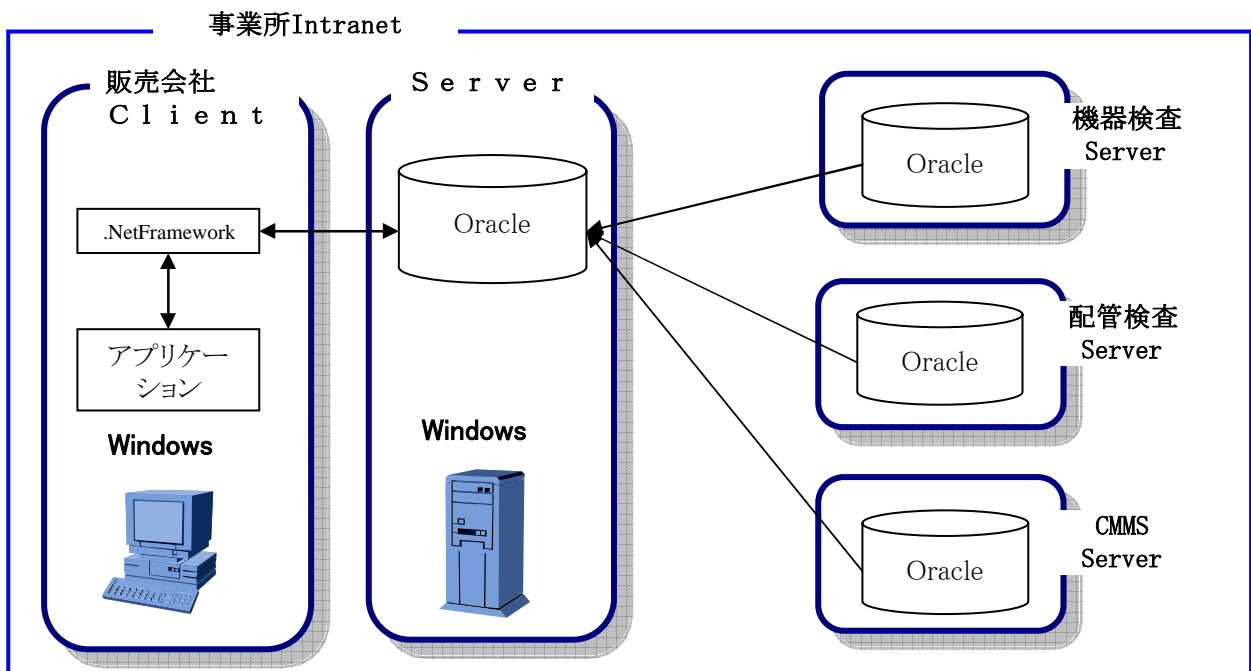 事業所Intranet
販売会社
Ｃｌｉｅｎｔ
.NetFramework
アプリケー
ション
Windows
Ｓｅｒｖｅｒ
Oracle
Windows
Oracle
機器検査
Server
Oracle
配管検査
Server
Oracle
CMMS
Server